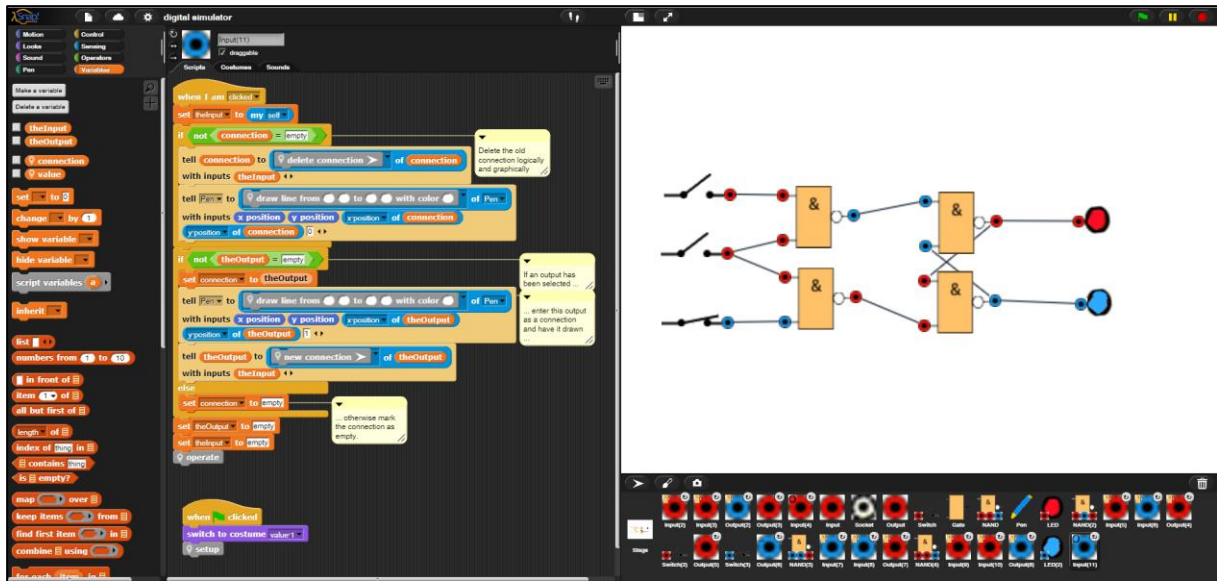 Snap!
digital simulator
Motion
Control
Looks
Sensing
Sound
Operators
Pen
Variables
Make a variable
Delete a variable
theInput
theOutput
connection
value
set to 0
change by 1
show variable
hide variable
script variables a
inherit
list
numbers from 1 to 10
in front of
item 1 of
all but first of
length of
index of thing in
contains thing
is empty?
map over
keep items from
find first item in
combine using
for each item in
Input(11)
draggable
Scripts
Costumes
Sounds
when I am clicked
set theInput to my self
if not connection = empty
tell connection to delete connection of connection
with inputs theInput
tell Pen to draw line from to with color of Pen
with inputs x position y position x position of connection
y position of connection 0
if not theOutput = empty
set connection to theOutput
tell Pen to draw line from to with color of Pen
with inputs x position y position x position of theOutput
y position of theOutput 1
tell theOutput to new connection of theOutput
with inputs theInput
else
set connection to empty
set theOutput to empty
set theInput to empty
operate
Delete the old
connection logically
and graphically
If an output has
been selected ...
... enter this output
as a connection
and have it drawn
...
... otherwise mark
the connection as
empty.
when clicked
switch to costume value-1
setup
&
&
&
&
Stage
Input(2)
Input(3)
Output(2)
Output(3)
Input(4)
Input
Socket
Output
Switch
Gate
NAND
Pen
LED
NAND(2)
Input(5)
Input(6)
Output(4)
Switch(2)
Output(5)
Switch(3)
Output(6)
NAND(3)
Input(7)
Input(8)
Output(7)
NAND(4)
Input(9)
Input(10)
Output(8)
LED(2)
Input(11)